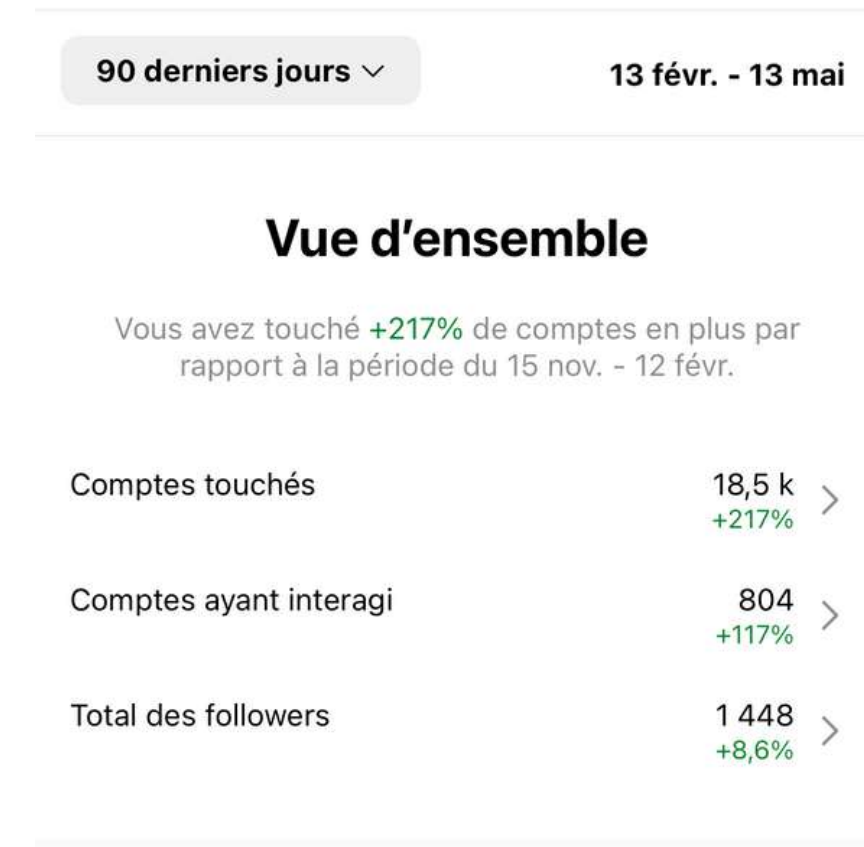 90 derniers jours
13 févr. - 13 mai
Vue d’ensemble
Vous avez touché +217% de comptes en plus par
rapport à la période du 15 nov. - 12 févr.
Comptes touchés
18,5 k
+217%
Comptes ayant interagi
804
+117%
Total des followers
1 448
+8,6%